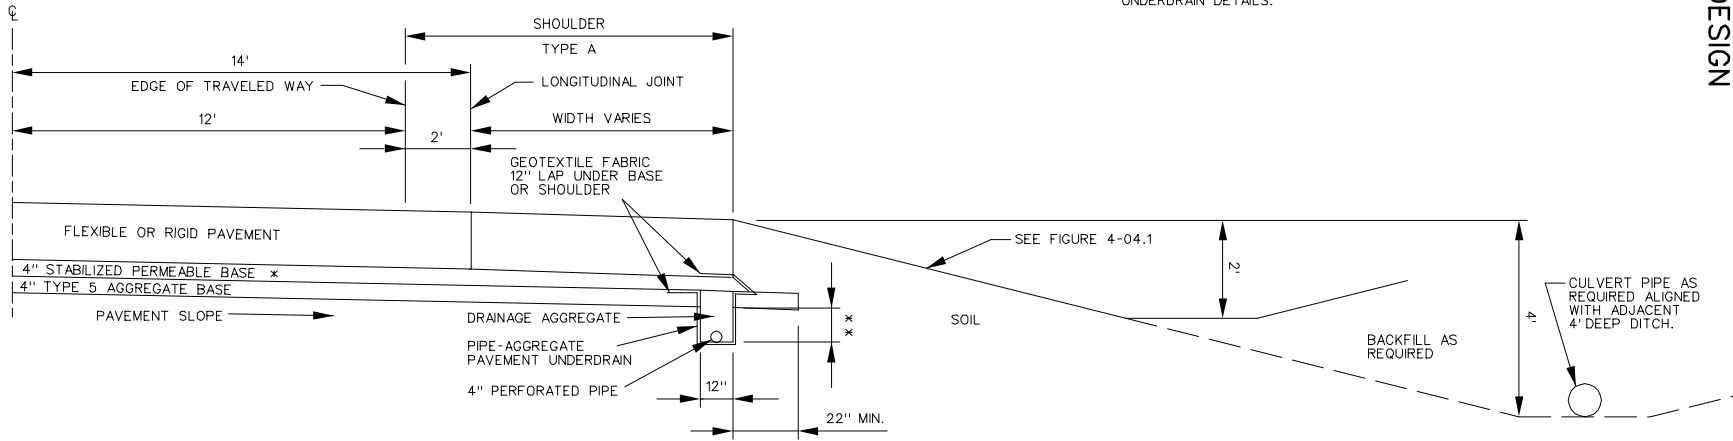 UNDERDRAIN DETAILS.
DESIGN
℄
SHOULDER
TYPE A
14'
EDGE OF TRAVELED WAY
LONGITUDINAL JOINT
12'
WIDTH VARIES
2'
GEOTEXTILE FABRIC
12" LAP UNDER BASE
OR SHOULDER
FLEXIBLE OR RIGID PAVEMENT
SEE FIGURE 4-04.1
4" STABILIZED PERMEABLE BASE *
4" TYPE 5 AGGREGATE BASE
2'
CULVERT PIPE AS
REQUIRED ALIGNED
WITH ADJACENT
4' DEEP DITCH.
PAVEMENT SLOPE
DRAINAGE AGGREGATE
* *
SOIL
4'
PIPE-AGGREGATE
PAVEMENT UNDERDRAIN
BACKFILL AS
REQUIRED
4" PERFORATED PIPE
12"
22" MIN.